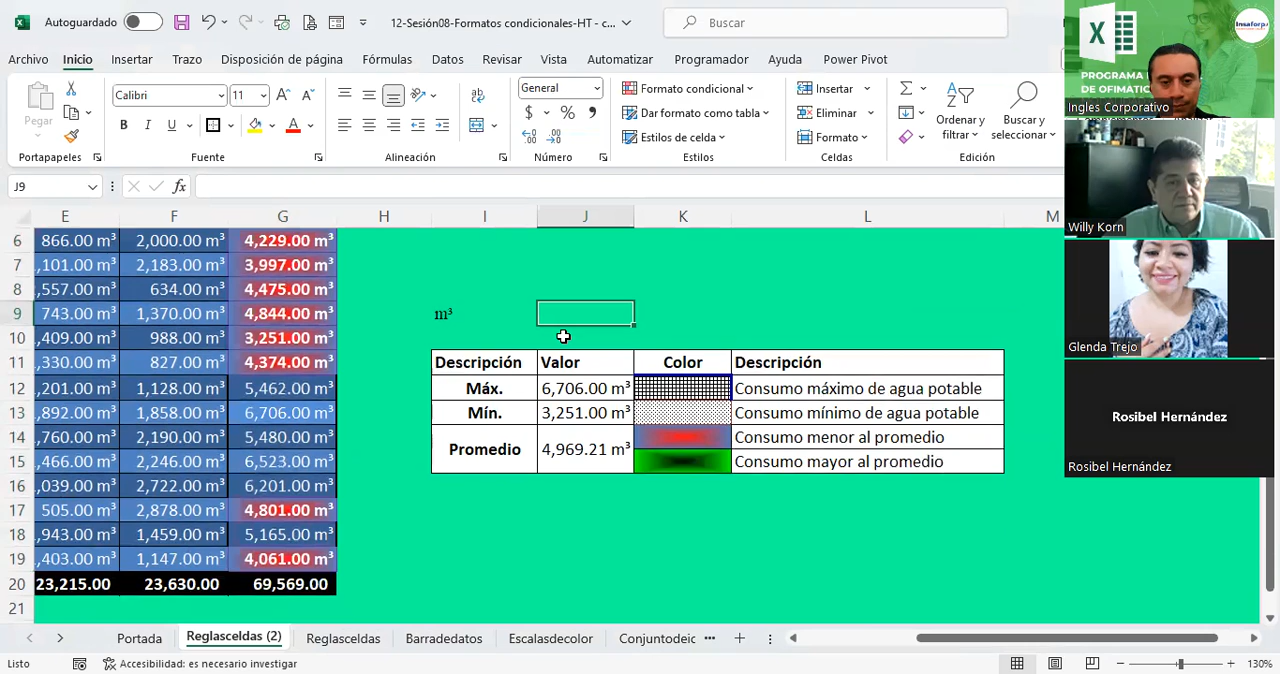 Autoguardado 12-Sesión08-Formatos condicionales-HT - c... Buscar
Archivo Inicio Insertar Trazo Disposición de página Fórmulas Datos Revisar Vista Automatizar Programador Ayuda Power Pivot
Pegar
Portapapeles
Calibri 11
N K S
Fuente
Alineación
General
$ % 000
Número
Formato condicional
Dar formato como tabla
Estilos de celda
Estilos
Insertar
Eliminar
Formato
Celdas
Ordenar y filtrar
Buscar y seleccionar
Edición
J9 fx
E F G H I J K L M
6 866.00 m³ 2,000.00 m³ 4,229.00 m³
7 ,101.00 m³ 2,183.00 m³ 3,997.00 m³
8 ,557.00 m³ 634.00 m³ 4,475.00 m³
9 743.00 m³ 1,370.00 m³ 4,844.00 m³ m³
10 ,409.00 m³ 988.00 m³ 3,251.00 m³
11 ,330.00 m³ 827.00 m³ 4,374.00 m³ Descripción Valor Color Descripción
12 ,201.00 m³ 1,128.00 m³ 5,462.00 m³ Máx. 6,706.00 m³ Consumo máximo de agua potable
13 ,892.00 m³ 1,858.00 m³ 6,706.00 m³ Mín. 3,251.00 m³ Consumo mínimo de agua potable
14 ,760.00 m³ 2,190.00 m³ 5,480.00 m³ Promedio 4,969.21 m³ Consumo menor al promedio
15 ,466.00 m³ 2,246.00 m³ 6,523.00 m³ Consumo mayor al promedio
16 ,039.00 m³ 2,722.00 m³ 6,201.00 m³
17 505.00 m³ 2,878.00 m³ 4,801.00 m³
18 ,943.00 m³ 1,459.00 m³ 5,165.00 m³
19 ,403.00 m³ 1,147.00 m³ 4,061.00 m³
20 23,215.00 23,630.00 69,569.00
21
Portada Reglasceldas (2) Reglasceldas Barradedatos Escalasdecolor Conjuntodeic ...
Listo Accesibilidad: es necesario investigar 130%
Insaforp
PROGRAMA
DE OFIMATIC
Ingles Corporativo
Willy Korn
Glenda Trejo
Rosibel Hernández
Rosibel Hernández